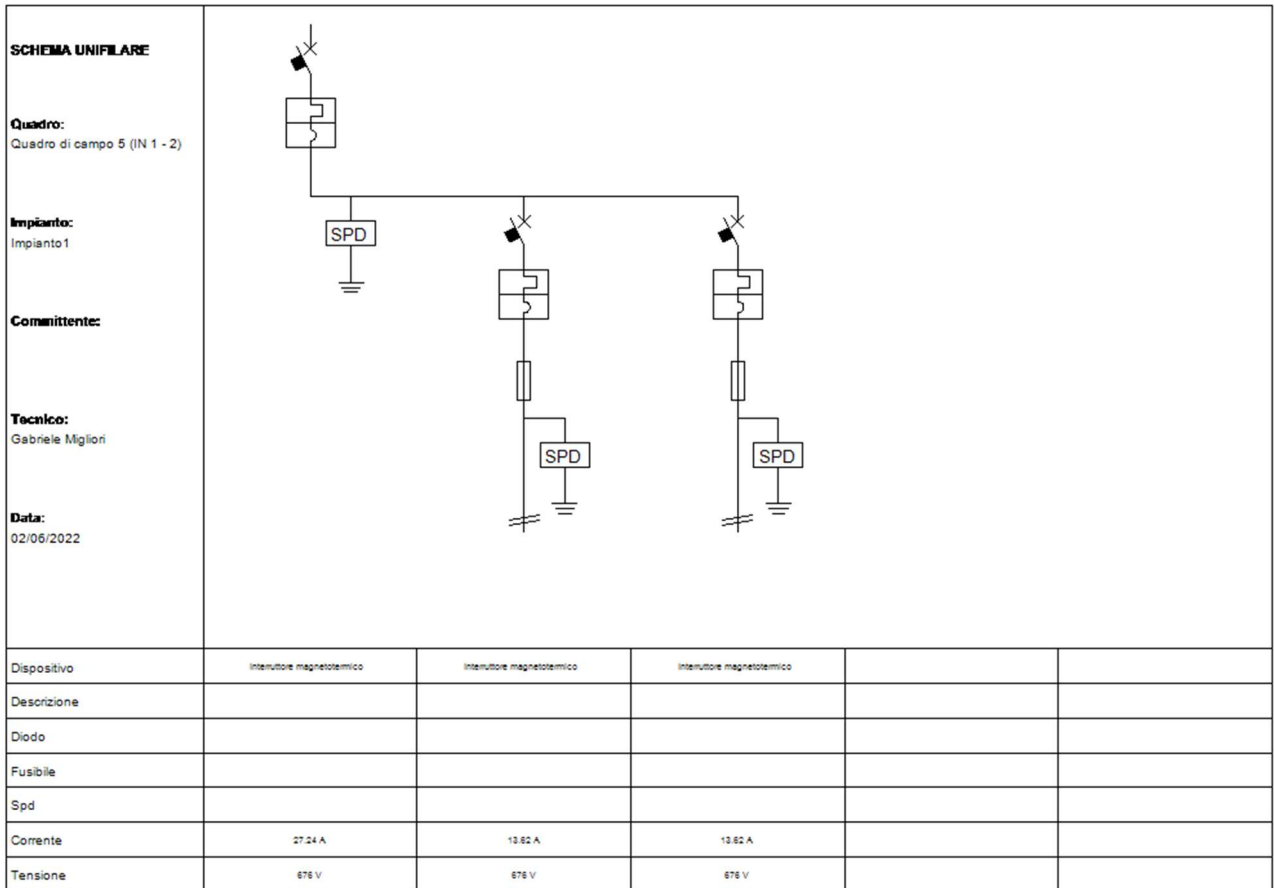 SCHEMA UNIFILARE
Quadro:
Quadro di campo 5 (IN 1 - 2)
Impianto:
Impianto1
Committente:
Tecnico:
Gabriele Migliori
Data:
02/06/2022
SPD
SPD SPD
Dispositivo Interruttore magnetotermico Interruttore magnetotermico Interruttore magnetotermico
Descrizione
Diodo
Fusibile
Spd
Corrente 27.24 A 13.62 A 13.62 A
Tensione 676 V 676 V 676 V